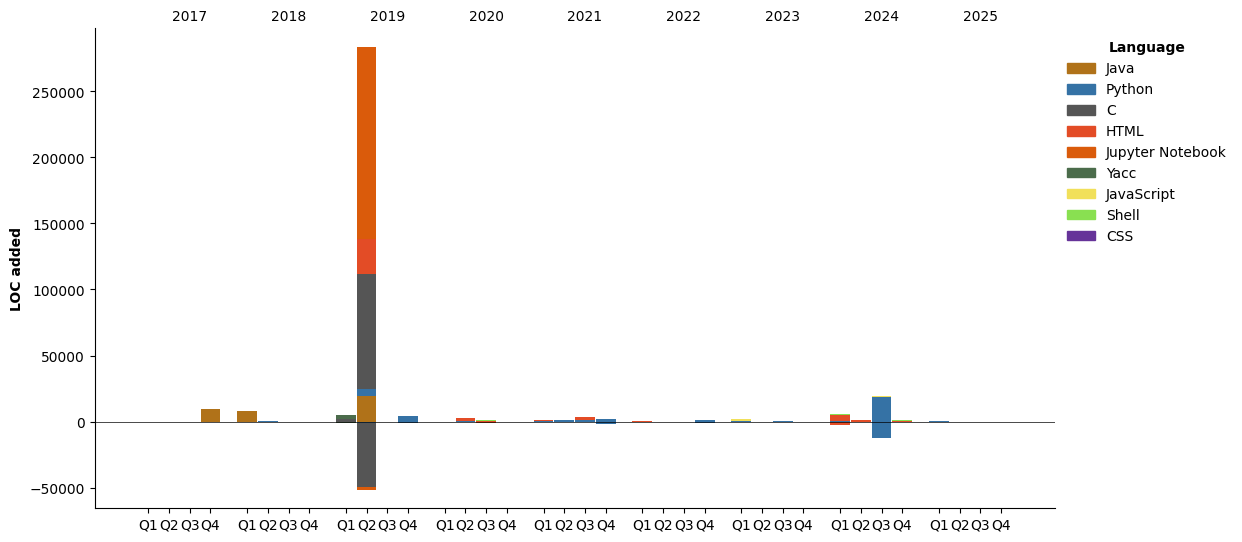 2017 2018 2019 2020 2021 2022 2023 2024 2025
LOC added
250000
200000
150000
100000
50000
0
−50000
Q1 Q2 Q3 Q4 Q1 Q2 Q3 Q4 Q1 Q2 Q3 Q4 Q1 Q2 Q3 Q4 Q1 Q2 Q3 Q4 Q1 Q2 Q3 Q4 Q1 Q2 Q3 Q4 Q1 Q2 Q3 Q4 Q1 Q2 Q3 Q4
Language
Java
Python
C
HTML
Jupyter Notebook
Yacc
JavaScript
Shell
CSS